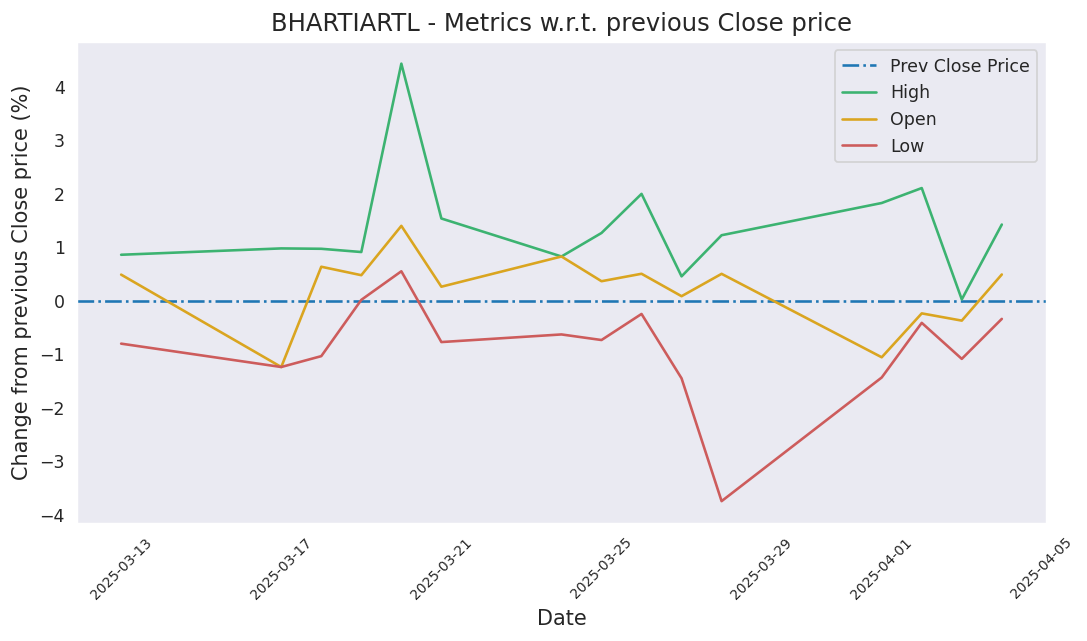 BHARTIARTL - Metrics w.r.t. previous Close price
Prev Close Price
High
Open
Low
Change from previous Close price (%)
4
3
2
1
0
−1
−2
−3
−4
2025-03-13
2025-03-17
2025-03-21
2025-03-25
2025-03-29
2025-04-01
2025-04-05
Date